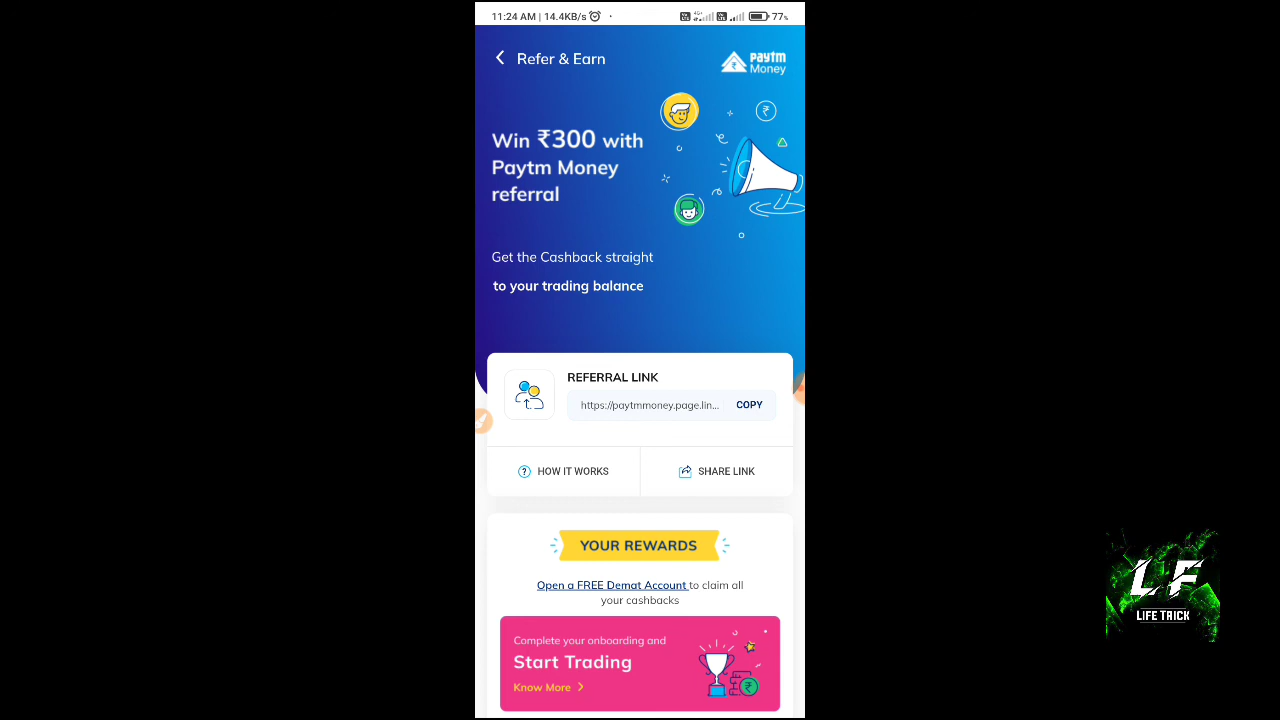 11:24 AM | 14.4KB/s
77%
Refer & Earn
paytm
Money
Win ₹300 with
Paytm Money
referral
Get the Cashback straight
to your trading balance
REFERRAL LINK
https://paytmmoney.page.lin...
COPY
HOW IT WORKS
SHARE LINK
YOUR REWARDS
Open a FREE Demat Account to claim all
your cashbacks
Complete your onboarding and
Start Trading
Know More
LF
LIFE TRICK